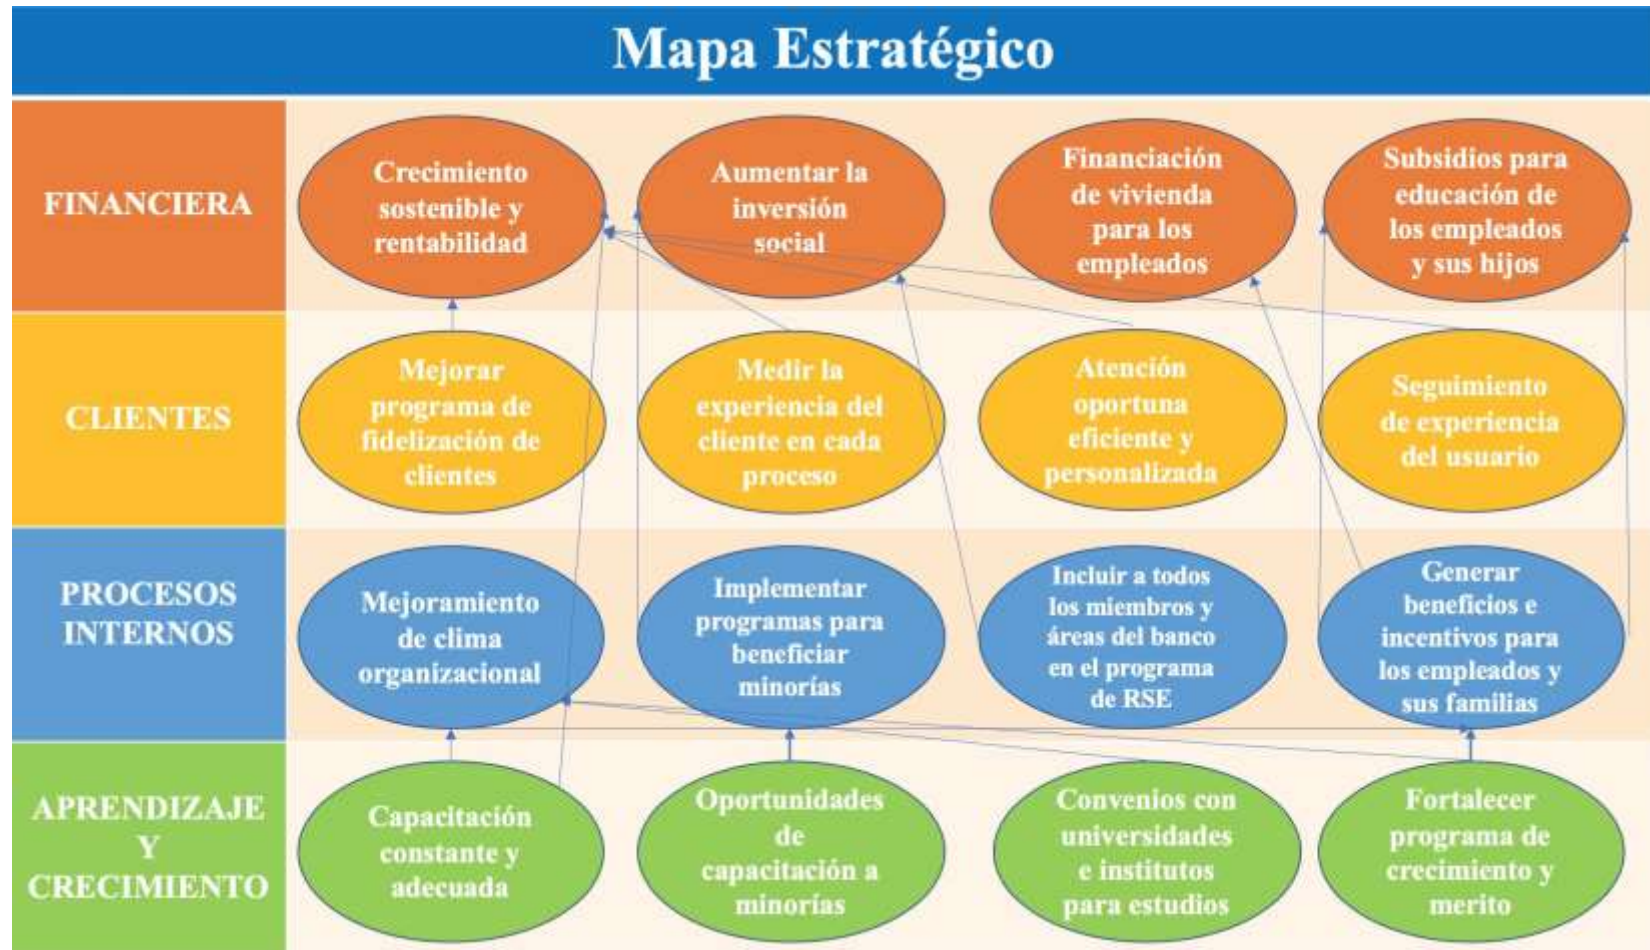 Mapa Estratégico
FINANCIERA
Crecimiento
sostenible y
rentabilidad
Aumentar la
inversión
social
Financiación
de vivienda
para los
empleados
Subsidios para
educación de
los empleados
y sus hijos
CLIENTES
Mejorar
programa de
fidelización de
clientes
Medir la
experiencia del
cliente en cada
proceso
Atención
oportuna
eficiente y
personalizada
Seguimiento
de experiencia
del usuario
PROCESOS
INTERNOS
Mejoramiento
de clima
organizacional
Implementar
programas para
beneficiar
minorías
Incluir a todos
los miembros y
áreas del banco
en el programa
de RSE
Generar
beneficios e
incentivos para
los empleados y
sus familias
APRENDIZAJE
Y
CRECIMIENTO
Capacitación
constante y
adecuada
Oportunidades
de
capacitación a
minorías
Convenios con
universidades
e institutos
para estudios
Fortalecer
programa de
crecimiento y
merito